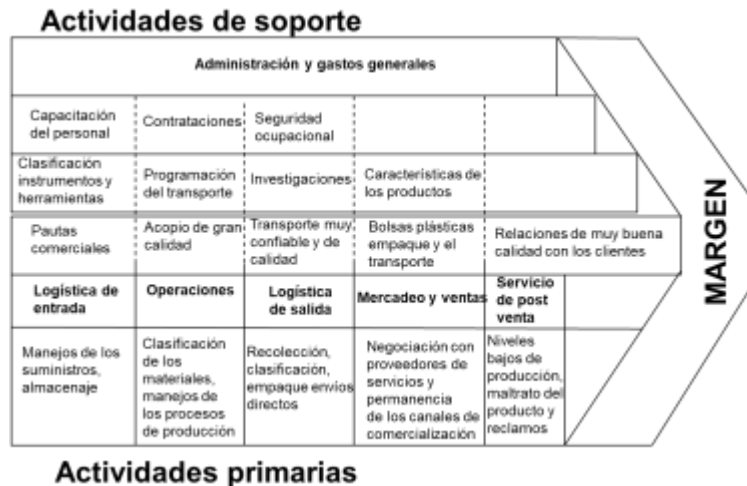 Actividades de soporte
Administración y gastos generales
Capacitación
del personal
Contrataciones
Seguridad
ocupacional
Clasificación
instrumentos y
herramientas
Programación
del transporte
Investigaciones
Características de
los productos
Pautas
comerciales
Acopio de gran
calidad
Transporte muy
confiable y de
calidad
Bolsas plásticas
empaque y el
transporte
Relaciones de muy buena
calidad con los clientes
Logística de
entrada
Operaciones
Logística
de salida
Mercadeo y ventas
Servicio
de post
venta
Manejos de los
suministros,
almacenaje
Clasificación
de los
materiales,
manejos de
los procesos
de producción
Recolección,
clasificación,
empaque envíos
directos
Negociación con
proveedores de
servicios y
permanencia
de los canales de
comercialización
Niveles
bajos de
producción,
maltrato del
producto y
reclamos
MARGEN
Actividades primarias